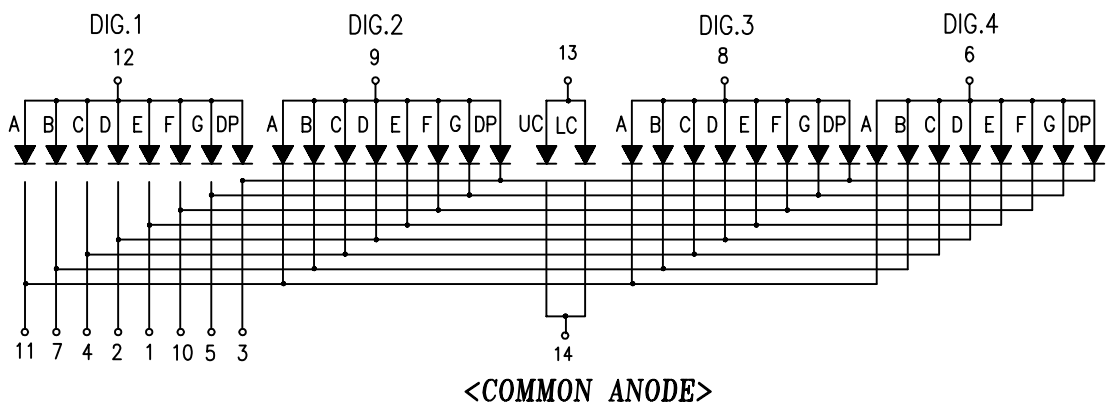 DIG.1 DIG.2 DIG.3 DIG.4
12 9 13 8 6
A B C D E F G DP A B C D E F G DP UC LC A B C D E F G DP A B C D E F G DP
11 7 4 2 1 10 5 3 14
<COMMON ANODE>